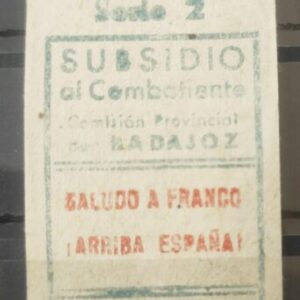 Serie 2
SUBSIDIO
al Combatiente
Comisión Provincial
de BADAJOZ
SALUDO A FRANCO
¡ARRIBA ESPAÑA!